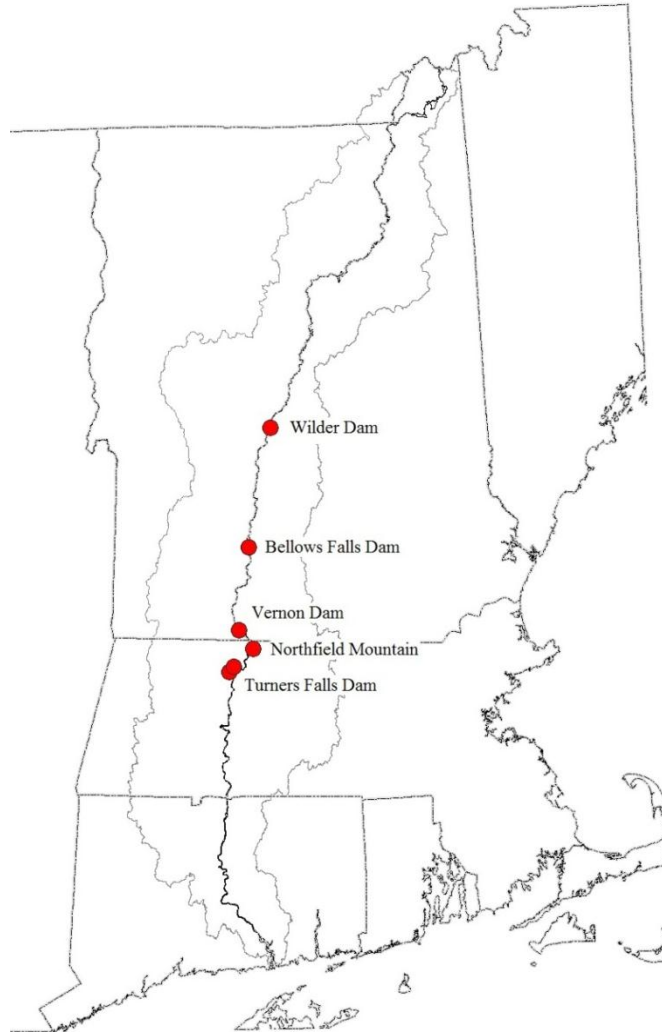 Wilder Dam
Bellows Falls Dam
Vernon Dam
Northfield Mountain
Turners Falls Dam